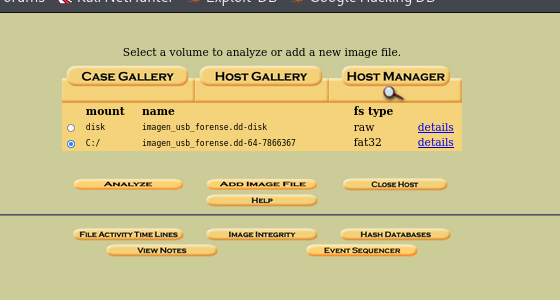 Kali NetHunter Exploit-DB Google Hacking DB
Select a volume to analyze or add a new image file.
CASE GALLERY HOST GALLERY HOST MANAGER
mount name fs type
disk imagen_usb_forense.dd-disk raw details
C:/ imagen_usb_forense.dd-64-7866367 fat32 details
ANALYZE ADD IMAGE FILE CLOSE HOST
HELP
FILE ACTIVITY TIME LINES IMAGE INTEGRITY HASH DATABASES
VIEW NOTES EVENT SEQUENCER